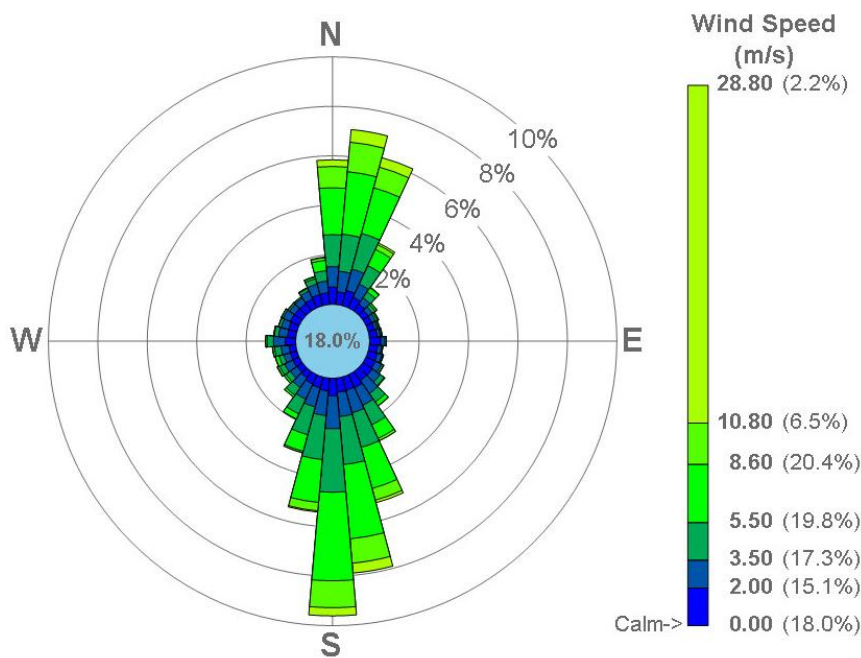 N
Wind Speed
(m/s)
28.80 (2.2%)
10%
8%
6%
4%
2%
W
18.0%
E
10.80 (6.5%)
8.60 (20.4%)
5.50 (19.8%)
3.50 (17.3%)
2.00 (15.1%)
Calm-> 0.00 (18.0%)
S